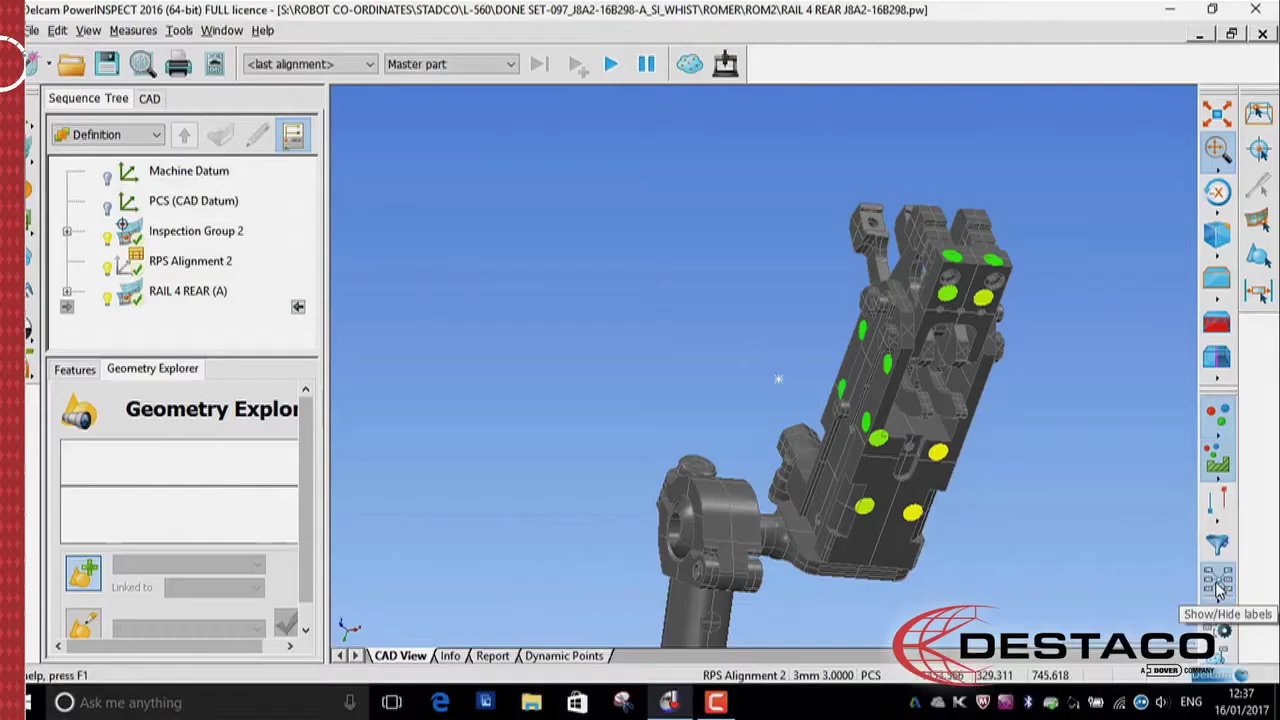 Delcam PowerINSPECT 2016 (64-bit) FULL licence - [S:\ROBOT CO-ORDINATES\STADCO\L-560\DONE SET-097_J8A2-16B298-A_SI_WHIST\ROMER\ROM2\RAIL 4 REAR J8A2-16B298.pw]
ile Edit View Measures Tools Window Help
<last alignment> Master part
Sequence Tree CAD
Definition
Machine Datum
PCS (CAD Datum)
Inspection Group 2
RPS Alignment 2
RAIL 4 REAR (A)
Features Geometry Explorer
Geometry Explor
Linked to
Show/Hide labels
DESTACO
A DOVER COMPANY
CAD View Info Report Dynamic Points
help, press F1
RPS Alignment 2 3mm 3.0000 PCS 329.311 745.618
Ask me anything
ENG
12:37
16/01/2017